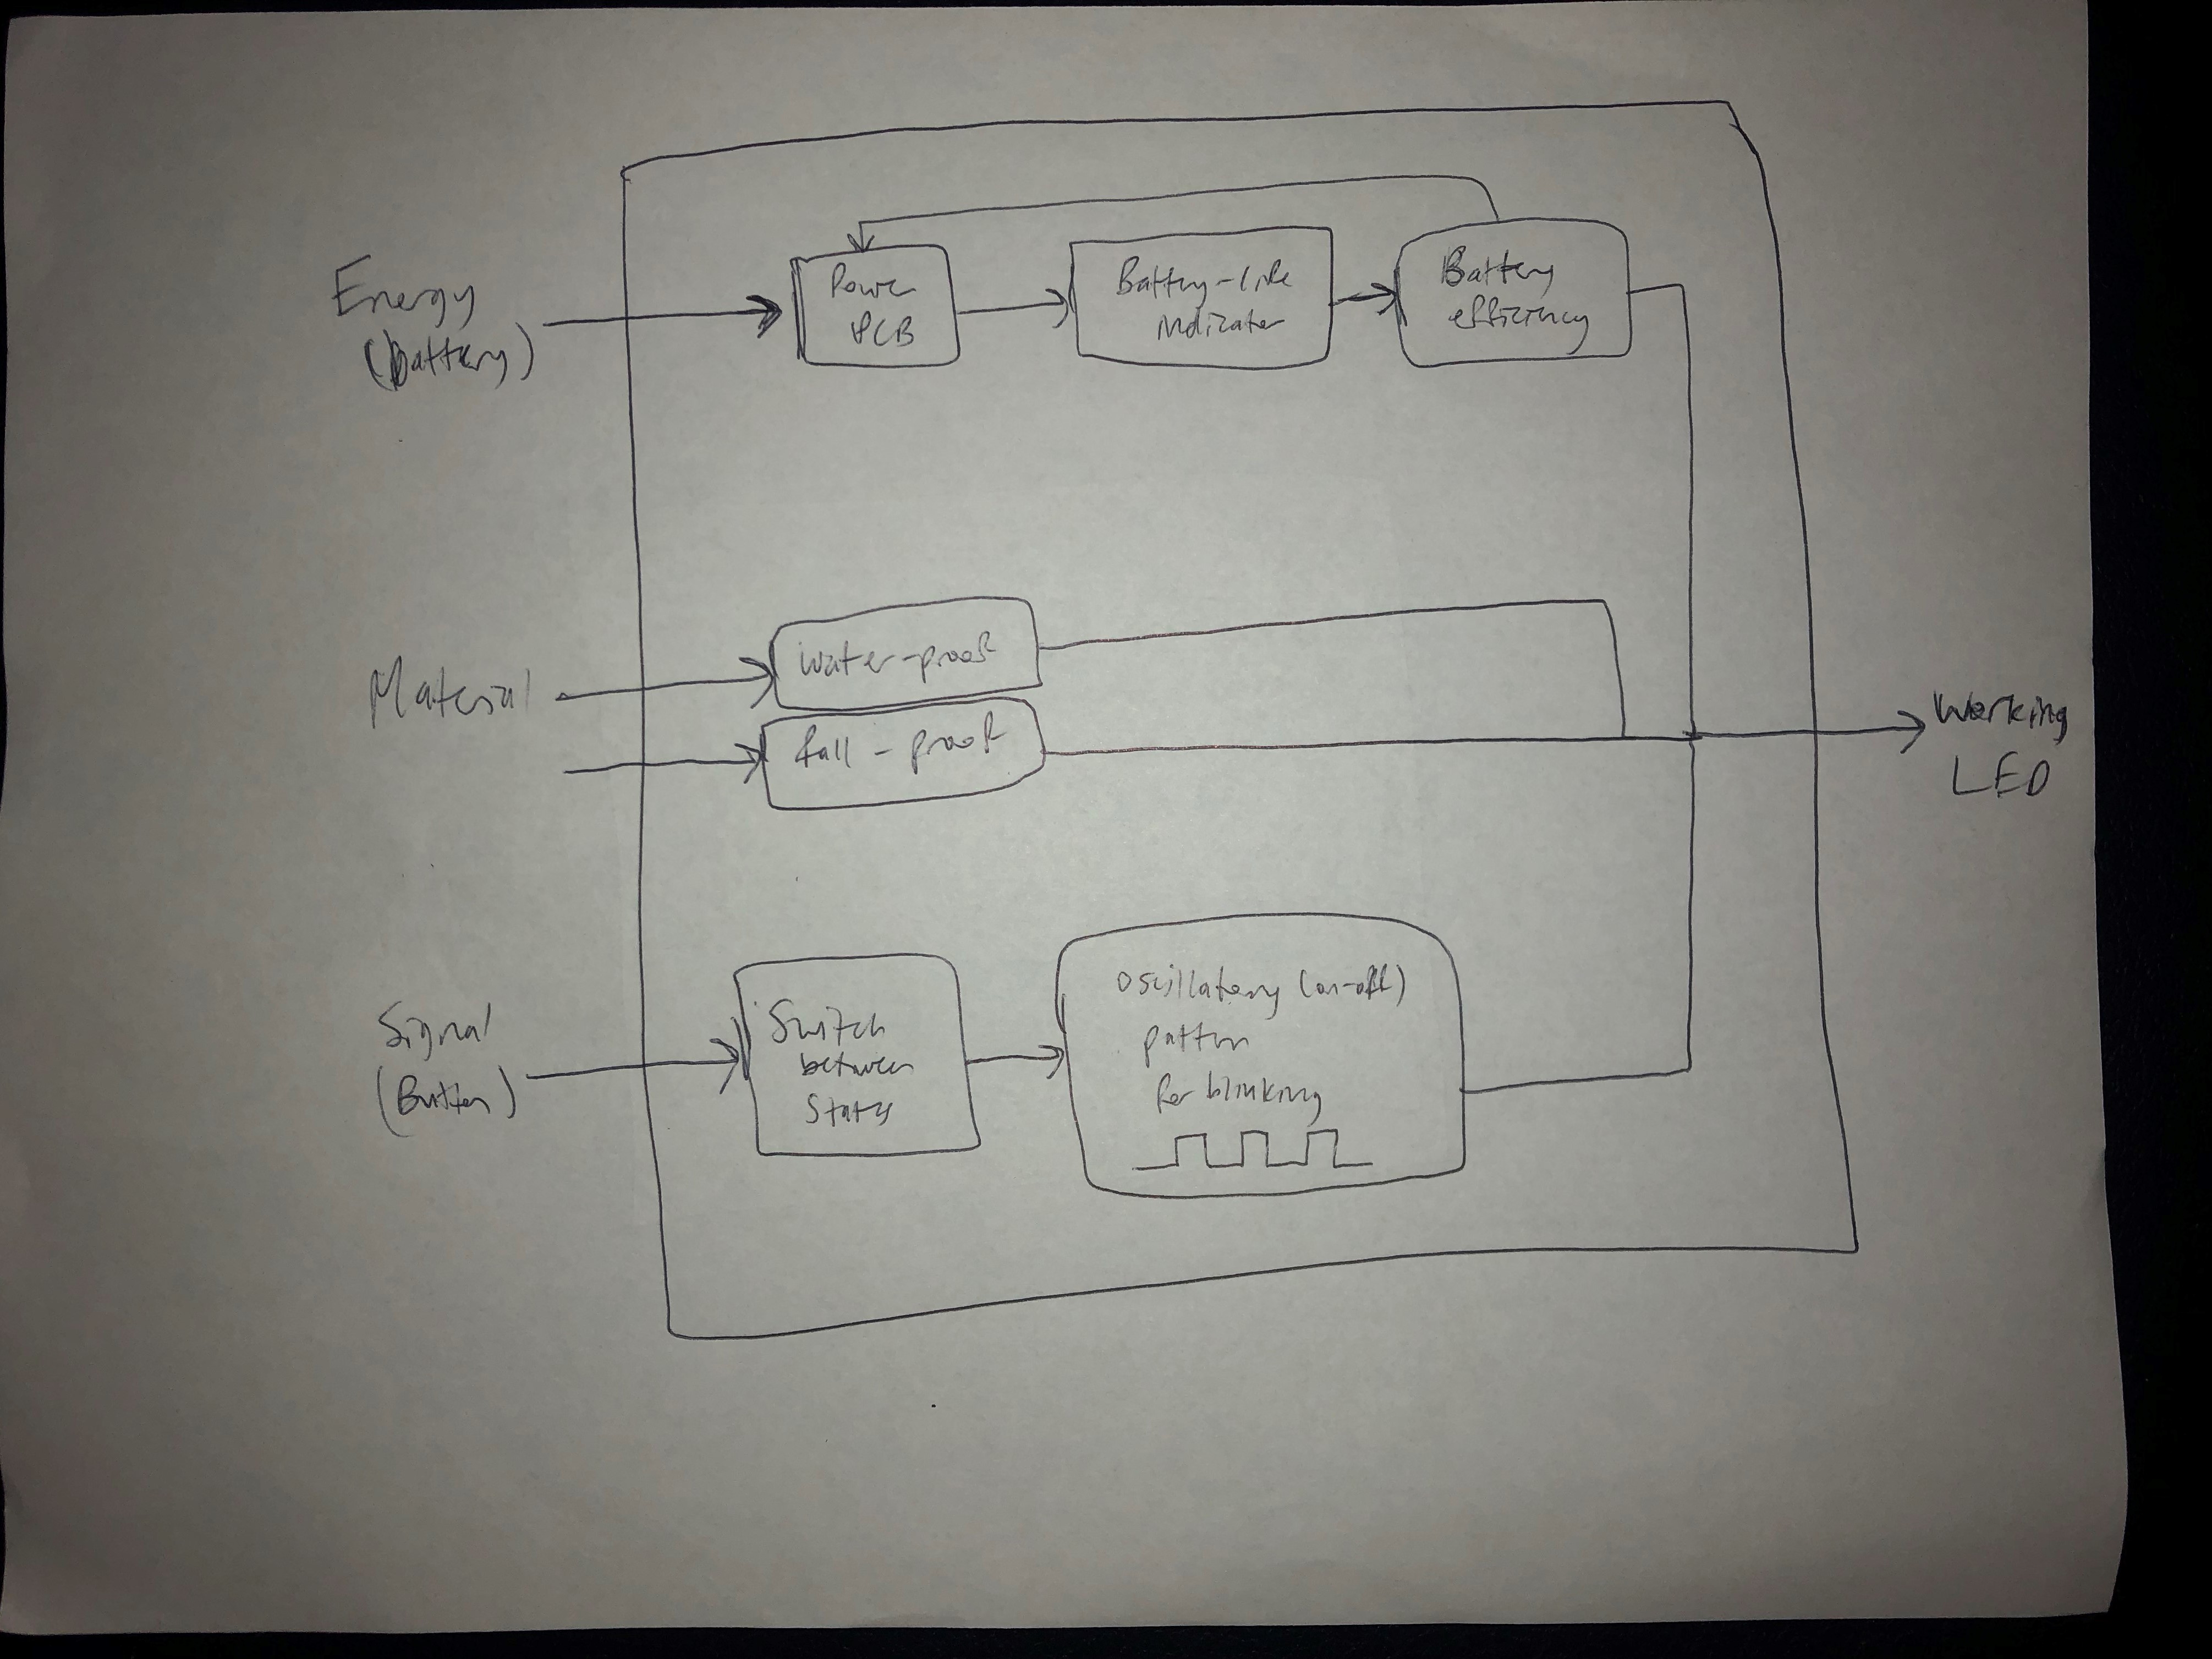 Energy
(battery)
Power
PCB
Battery-life
indicator
Battery
efficiency
Material
water-proof
fall-proof
Working
LED
Signal
(Button)
Switch
between
States
Oscillatory (on-off)
pattern
for blinking